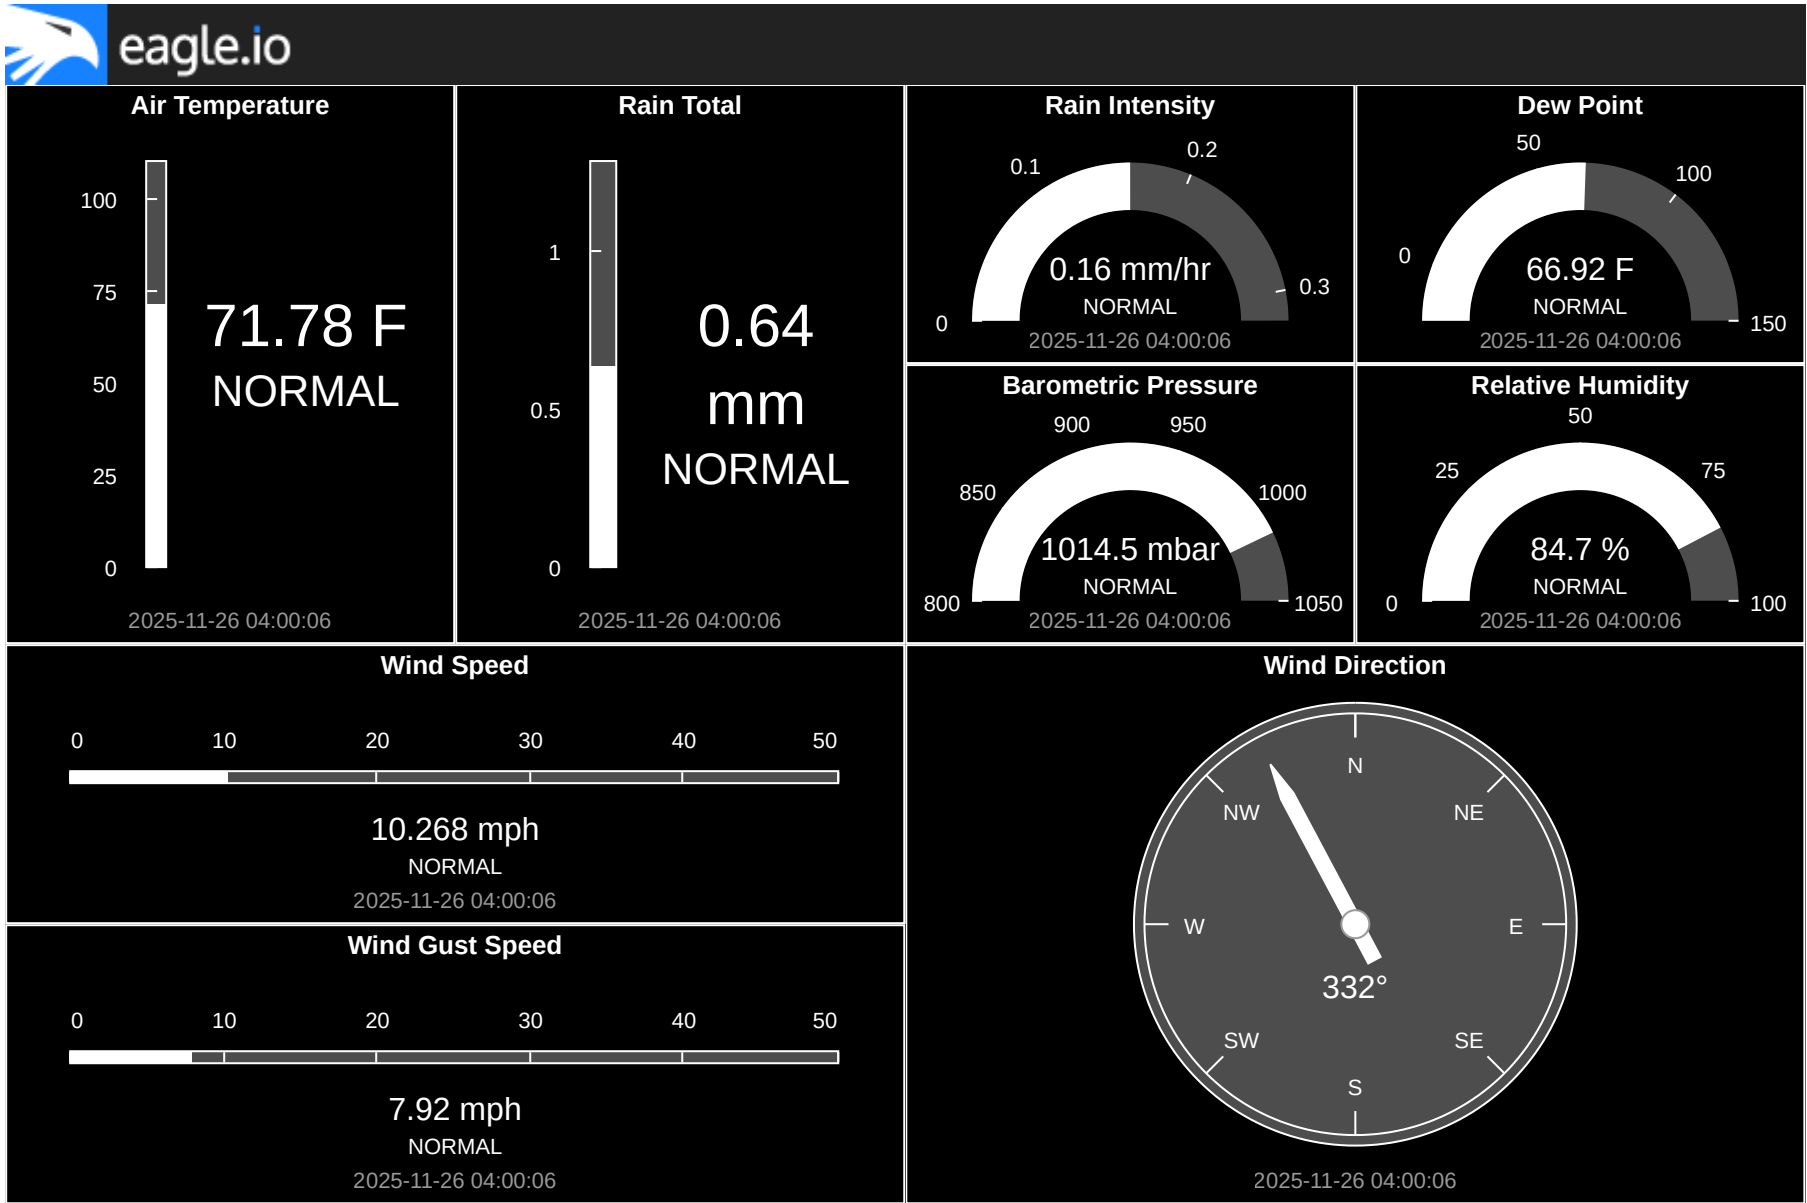 eagle.io
Air Temperature
100
75
50
25
0
71.78 F
NORMAL
2025-11-26 04:00:06
Rain Total
1
0.5
0
0.64
mm
NORMAL
2025-11-26 04:00:06
Rain Intensity
0
0.1
0.2
0.3
0.16 mm/hr
NORMAL
2025-11-26 04:00:06
Dew Point
0
50
100
150
66.92 F
NORMAL
2025-11-26 04:00:06
Barometric Pressure
800
850
900
950
1000
1050
1014.5 mbar
NORMAL
2025-11-26 04:00:06
Relative Humidity
0
25
50
75
100
84.7 %
NORMAL
2025-11-26 04:00:06
Wind Speed
0 10 20 30 40 50
10.268 mph
NORMAL
2025-11-26 04:00:06
Wind Gust Speed
0 10 20 30 40 50
7.92 mph
NORMAL
2025-11-26 04:00:06
Wind Direction
N
NW NE
W E
332°
SW SE
S
2025-11-26 04:00:06